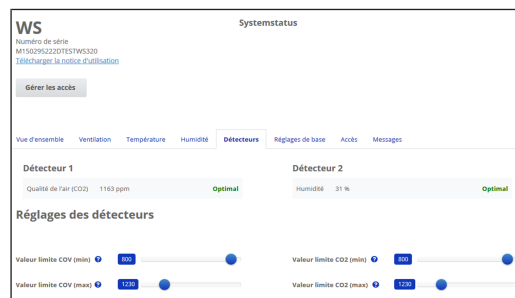 WS
Systemstatus
Numéro de série
M150295222DTESTWS320
Télécharger la notice d'utilisation
Gérer les accès
Vue d'ensemble Ventilation Température Humidité Détecteurs Réglages de base Accès Messages
Détecteur 1 Détecteur 2
Qualité de l'air (CO2) 1163 ppm Optimal Humidité 31 % Optimal
Réglages des détecteurs
Valeur limite COV (min) ? 800 Valeur limite CO2 (min) ? 800
Valeur limite COV (max) ? 1230 Valeur limite CO2 (max) ? 1230